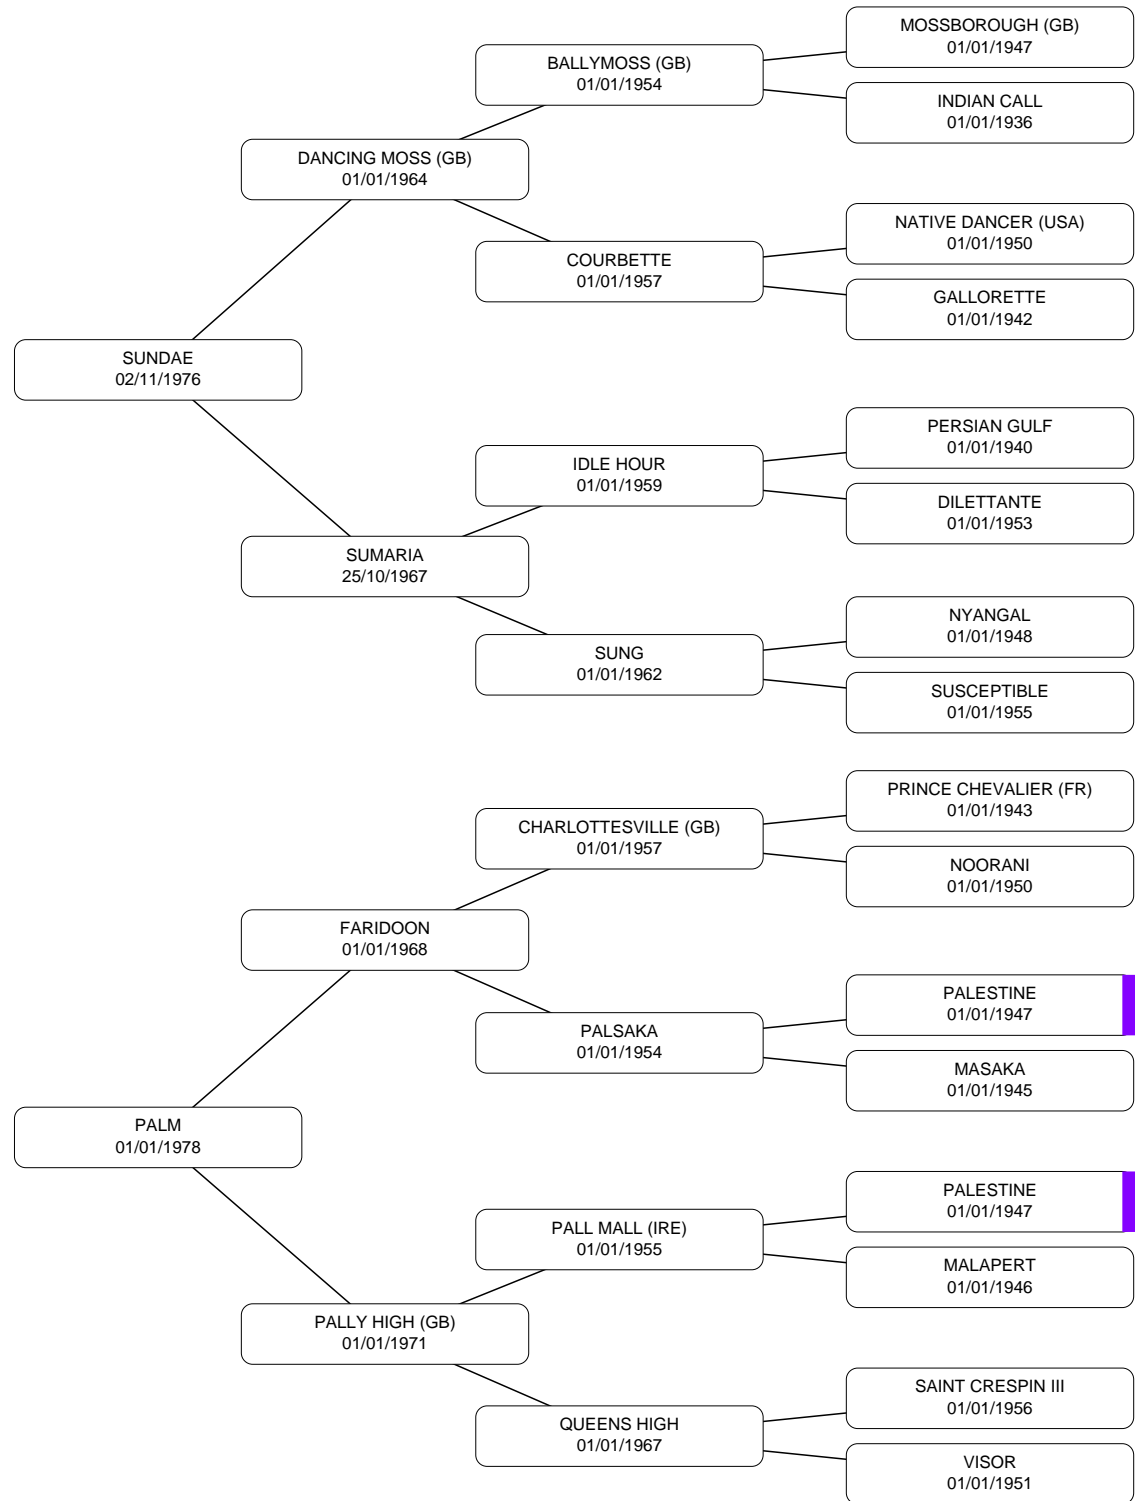 MOSSBOROUGH (GB)
01/01/1947
BALLYMOSS (GB)
01/01/1954
INDIAN CALL
01/01/1936
DANCING MOSS (GB)
01/01/1964
NATIVE DANCER (USA)
01/01/1950
COURBETTE
01/01/1957
GALLORETTE
01/01/1942
SUNDAE
02/11/1976
PERSIAN GULF
01/01/1940
IDLE HOUR
01/01/1959
DILETTANTE
01/01/1953
SUMARIA
25/10/1967
NYANGAL
01/01/1948
SUNG
01/01/1962
SUSCEPTIBLE
01/01/1955
PRINCE CHEVALIER (FR)
01/01/1943
CHARLOTTESVILLE (GB)
01/01/1957
NOORANI
01/01/1950
FARIDOON
01/01/1968
PALESTINE
01/01/1947
PALSAKA
01/01/1954
MASAKA
01/01/1945
PALM
01/01/1978
PALESTINE
01/01/1947
PALL MALL (IRE)
01/01/1955
MALAPERT
01/01/1946
PALLY HIGH (GB)
01/01/1971
SAINT CRESPIN III
01/01/1956
QUEENS HIGH
01/01/1967
VISOR
01/01/1951